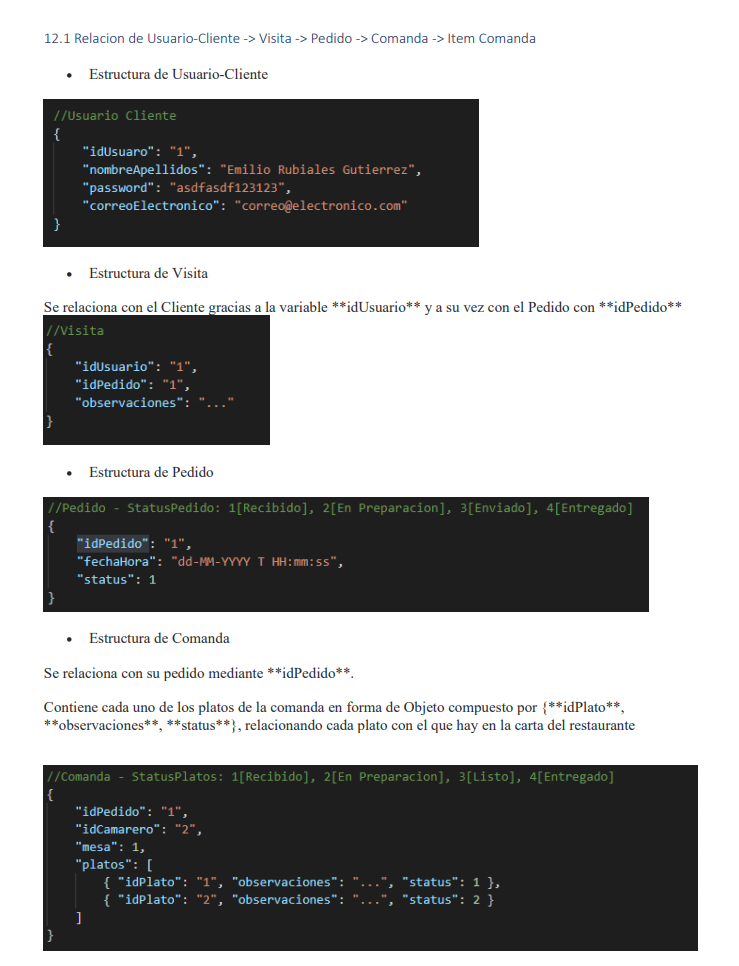 12.1 Relacion de Usuario-Cliente -> Visita -> Pedido -> Comanda -> Item Comanda
• Estructura de Usuario-Cliente
//Usuario Cliente
{
"idUsuaro": "1",
"nombreApellidos": "Emilio Rubiales Gutierrez",
"password": "asdfasdf123123",
"correoElectronico": "correo@electronico.com"
}
• Estructura de Visita
Se relaciona con el Cliente gracias a la variable **idUsuario** y a su vez con el Pedido con **idPedido**
//Visita
{
"idUsuario": "1",
"idPedido": "1",
"observaciones": "..."
}
• Estructura de Pedido
//Pedido - StatusPedido: 1[Recibido], 2[En Preparacion], 3[Enviado], 4[Entregado]
{
"idPedido": "1",
"fechaHora": "dd-MM-YYYY T HH:mm:ss",
"status": 1
}
• Estructura de Comanda
Se relaciona con su pedido mediante **idPedido**.
Contiene cada uno de los platos de la comanda en forma de Objeto compuesto por {**idPlato**,
**observaciones**, **status**}, relacionando cada plato con el que hay en la carta del restaurante
//Comanda - StatusPlatos: 1[Recibido], 2[En Preparacion], 3[Listo], 4[Entregado]
{
"idPedido": "1",
"idCamarero": "2",
"mesa": 1,
"platos": [
{ "idPlato": "1", "observaciones": "...", "status": 1 },
{ "idPlato": "2", "observaciones": "...", "status": 2 }
]
}